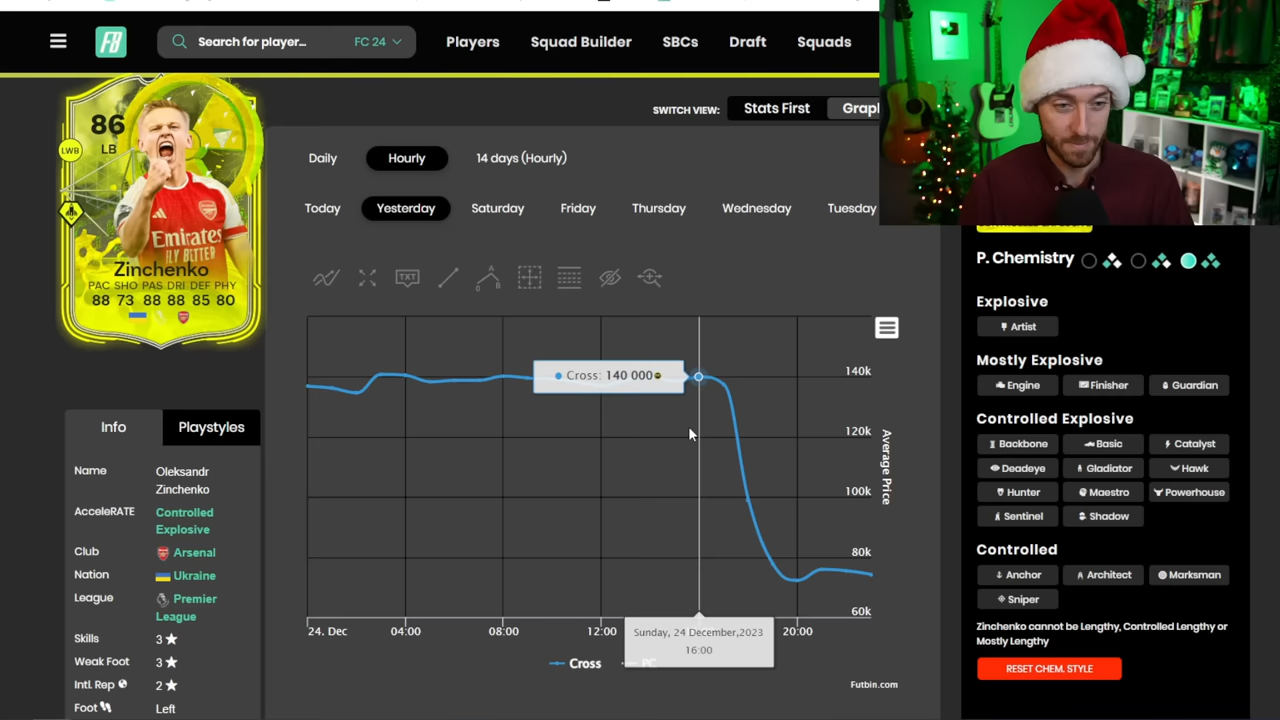 FB
Search for player...
FC 24
Players
Squad Builder
SBCs
Draft
Squads
86
LB
LWB
Emirates
FLY BETTER
Zinchenko
PAC SHO PAS DRI DEF PHY
88 73 88 88 85 80
SWITCH VIEW:
Stats First
Graph
Daily
Hourly
14 days (Hourly)
Today
Yesterday
Saturday
Friday
Thursday
Wednesday
Tuesday
TXT
Cross: 140 000
140k
120k
100k
80k
60k
Average Price
24. Dec
04:00
08:00
12:00
20:00
Sunday, 24 December,2023
16:00
Cross
PC
Futbin.com
Info
Playstyles
Name
Oleksandr
Zinchenko
AcceleRATE
Controlled
Explosive
Club
Arsenal
Nation
Ukraine
League
Premier
League
Skills
3
Weak Foot
3
Intl. Rep
2
Foot
Left
P. Chemistry
Explosive
Artist
Mostly Explosive
Engine
Finisher
Guardian
Controlled Explosive
Backbone
Basic
Catalyst
Deadeye
Gladiator
Hawk
Hunter
Maestro
Powerhouse
Sentinel
Shadow
Controlled
Anchor
Architect
Marksman
Sniper
Zinchenko cannot be Lengthy, Controlled Lengthy or
Mostly Lengthy
RESET CHEM. STYLE